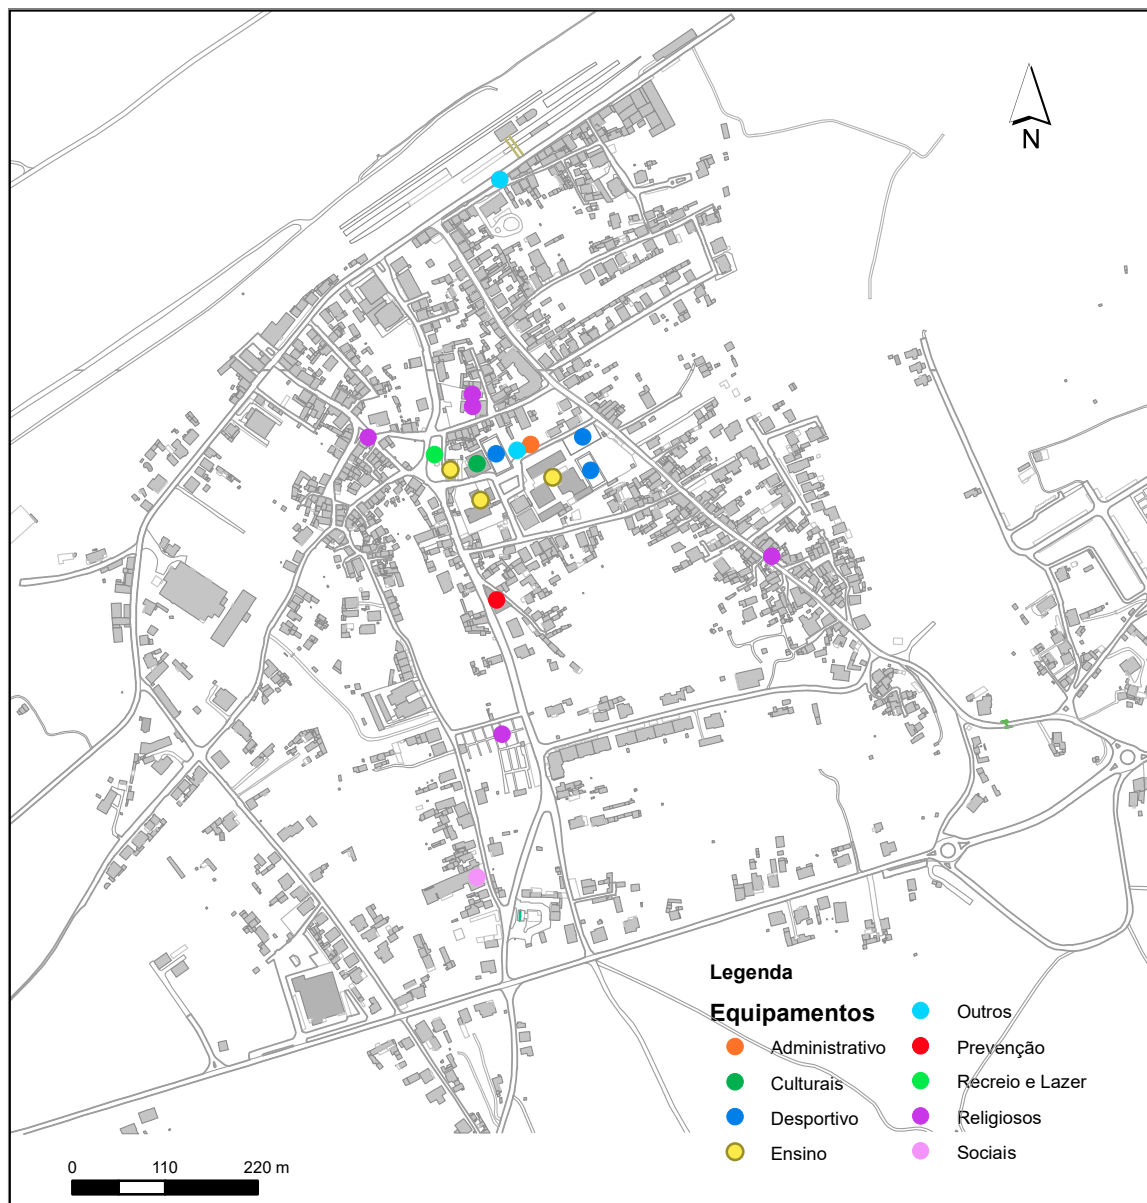 N
Legenda
Equipamentos
Administrativo
Culturais
Desportivo
Ensino
Outros
Prevenção
Recreio e Lazer
Religiosos
Sociais
0 110 220 m